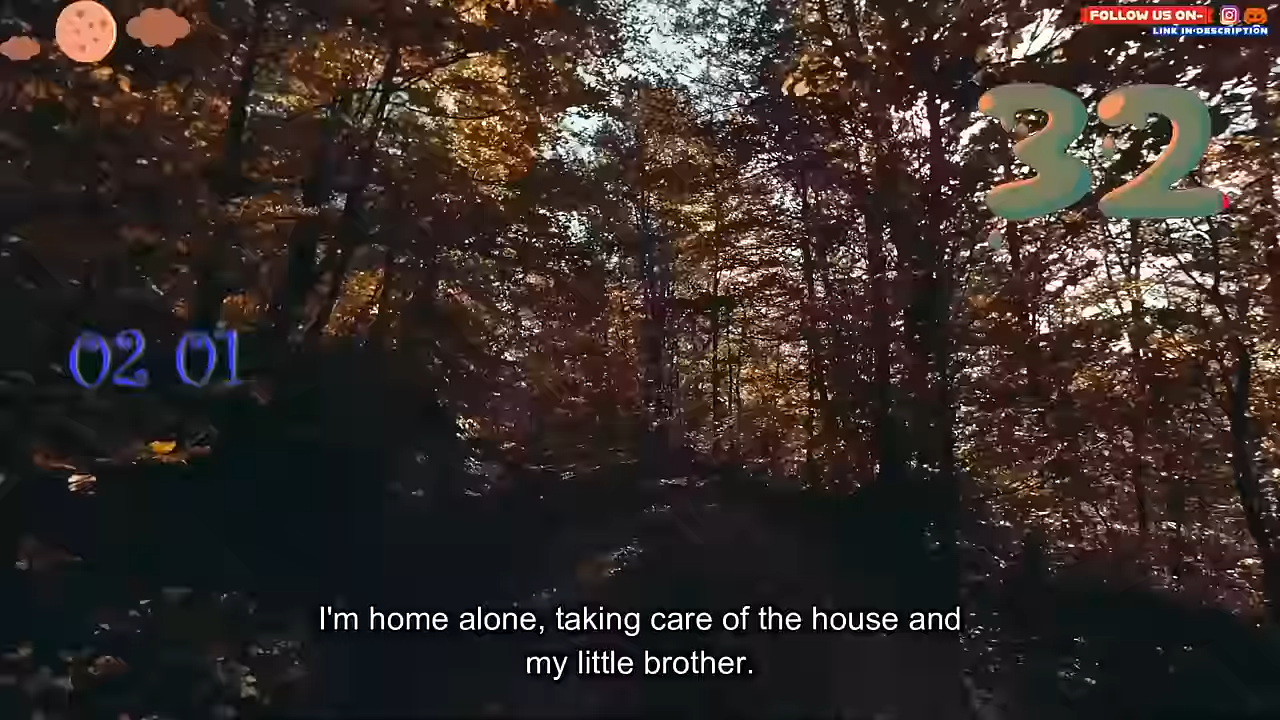 FOLLOW US ON-
LINK IN DESCRIPTION
32
02 01
I'm home alone, taking care of the house and
my little brother.